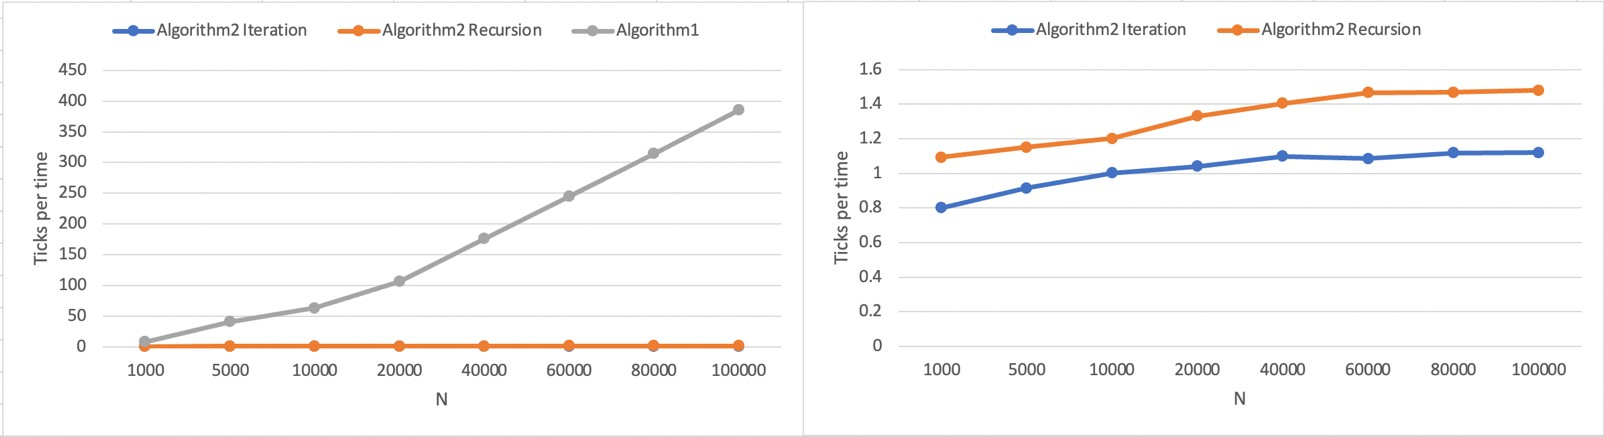 Algorithm2 Iteration Algorithm2 Recursion Algorithm1
450
400
350
300
250
200
150
100
50
0
Ticks per time
1000 5000 10000 20000 40000 60000 80000 100000
N
Algorithm2 Iteration Algorithm2 Recursion
1.6
1.4
1.2
1
0.8
0.6
0.4
0.2
0
Ticks per time
1000 5000 10000 20000 40000 60000 80000 100000
N